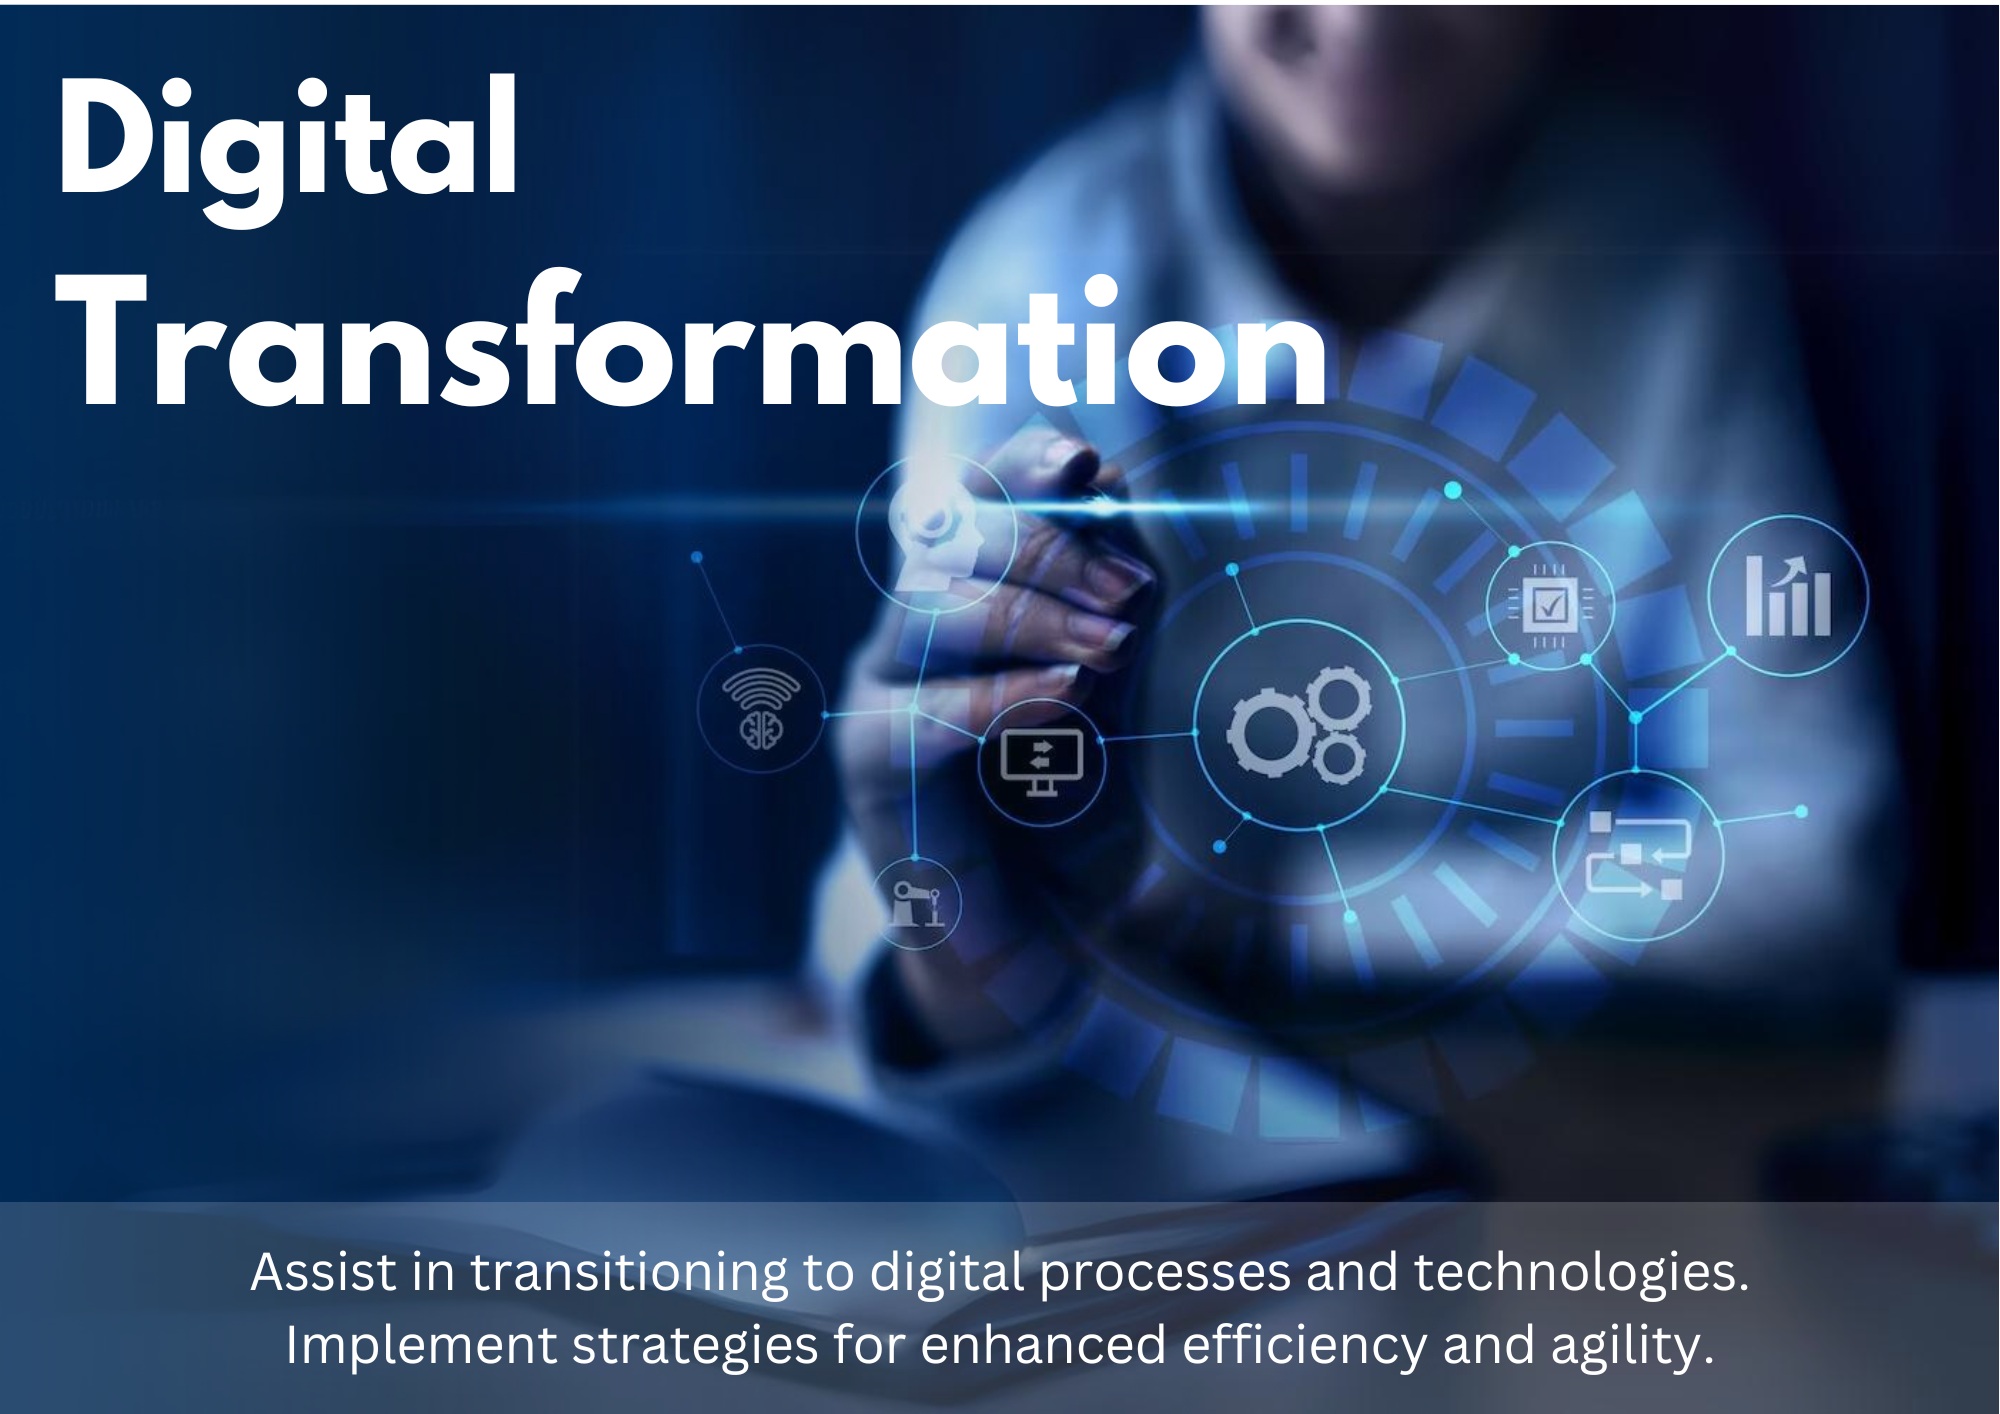 Digital
Transformation
Assist in transitioning to digital processes and technologies.
Implement strategies for enhanced efficiency and agility.